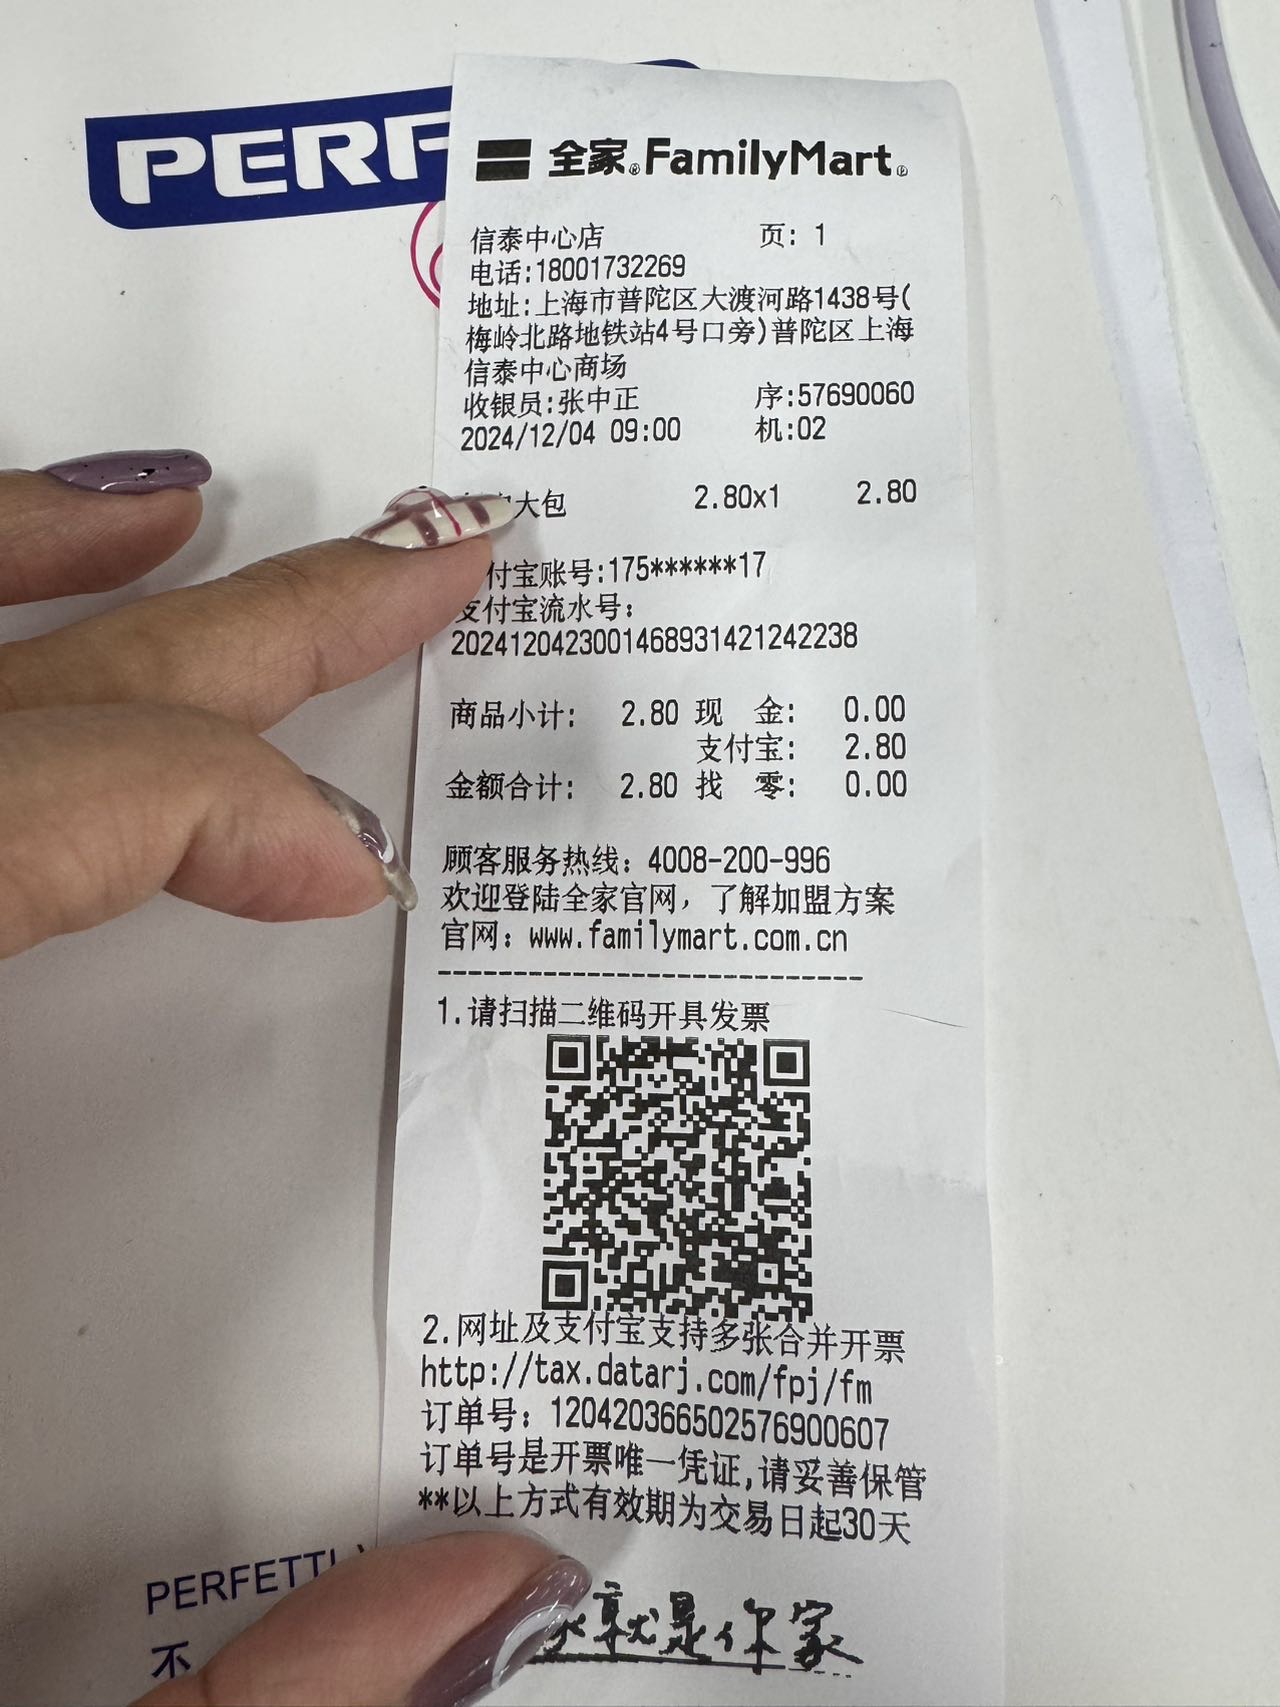 全家® FamilyMart®
信泰中心店 页: 1
电话:18001732269
地址:上海市普陀区大渡河路1438号(
梅岭北路地铁站4号口旁)普陀区上海
信泰中心商场
收银员:张中正 序:57690060
2024/12/04 09:00 机:02
大包 2.80x1 2.80
付宝账号:175******17
支付宝流水号:
2024120423001468931421242238
商品小计: 2.80 现 金: 0.00
支付宝: 2.80
金额合计: 2.80 找 零: 0.00
顾客服务热线: 4008-200-996
欢迎登陆全家官网, 了解加盟方案
官网: www.familymart.com.cn
1.请扫描二维码开具发票
2.网址及支付宝支持多张合并开票
http://tax.datarj.com/fpj/fm
订单号: 120420366502576900607
订单号是开票唯一凭证,请妥善保管
**以上方式有效期为交易日起30天
就是你家
PERF
PERFETTI
不